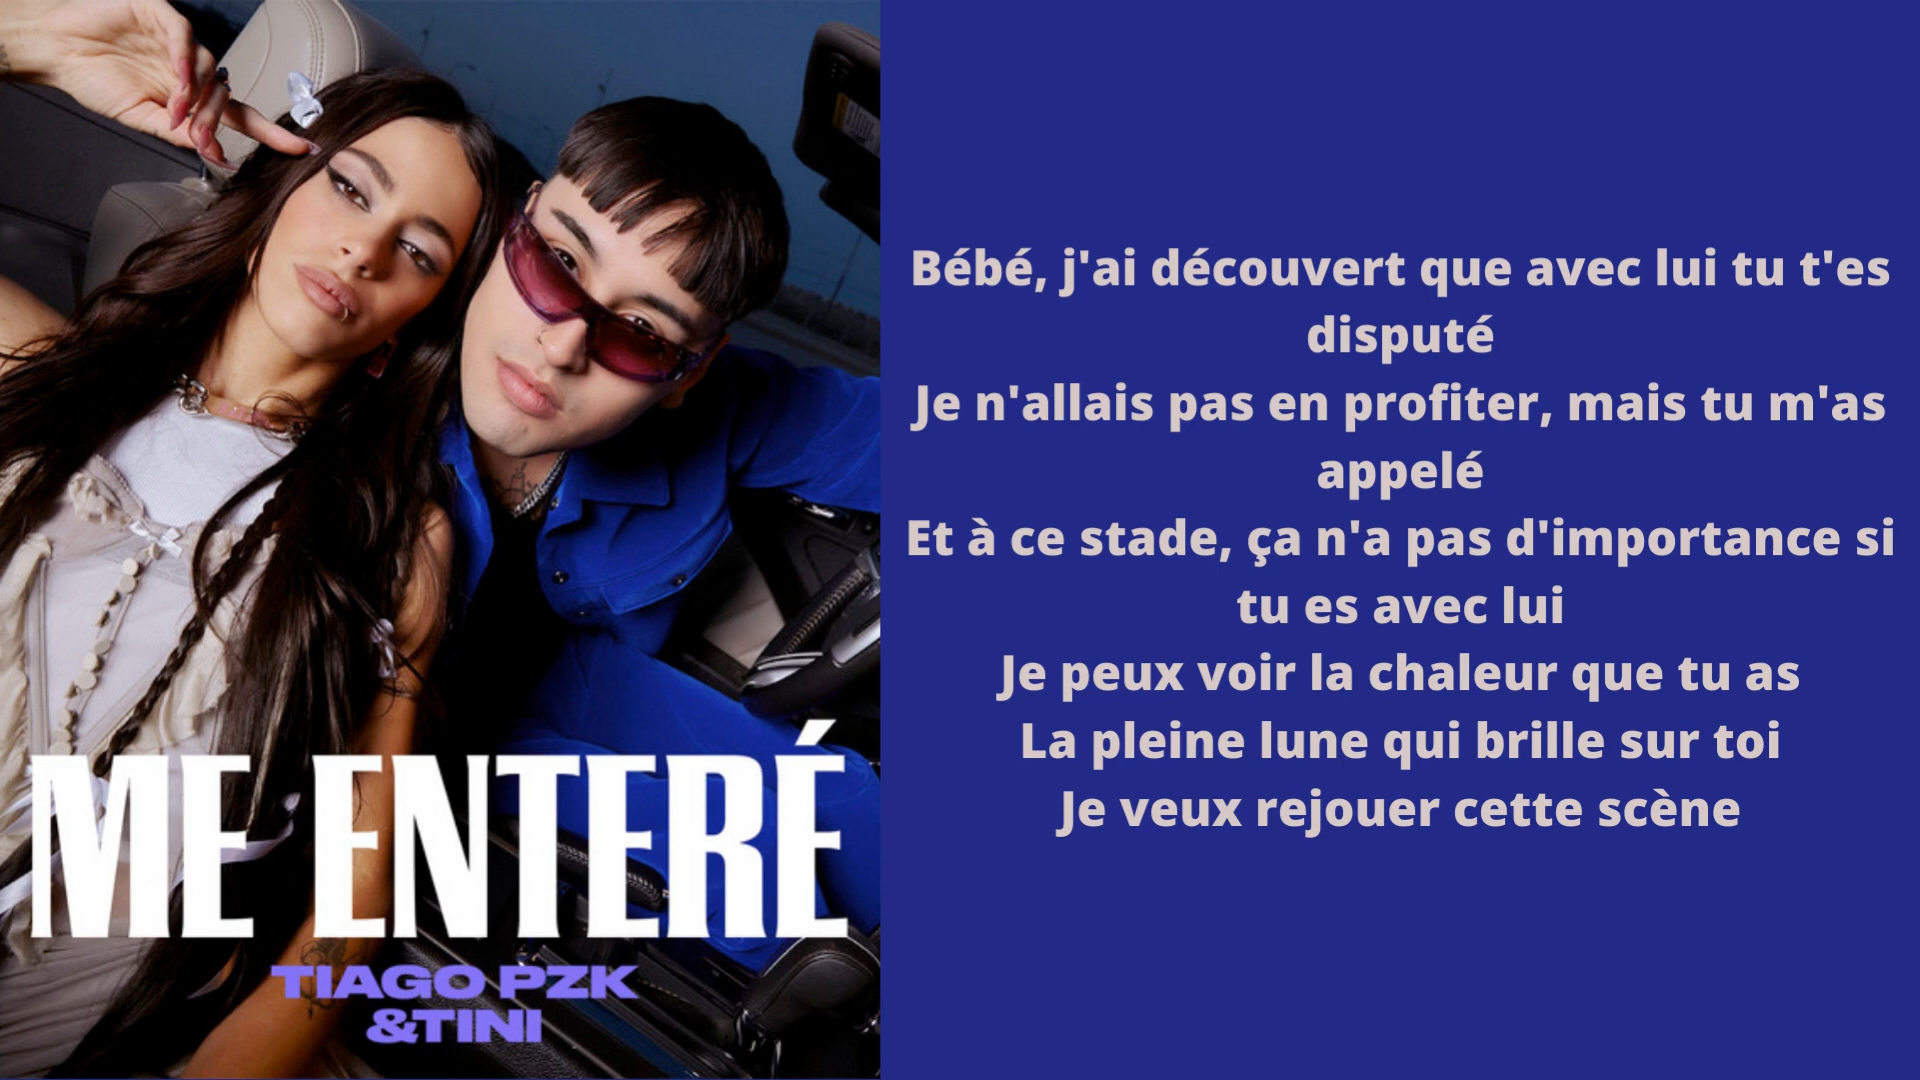 ME ENTERÉ
TIAGO PZK
&TINI
Bébé, j'ai découvert que avec lui tu t'es
disputé
Je n'allais pas en profiter, mais tu m'as
appelé
Et à ce stade, ça n'a pas d'importance si
tu es avec lui
Je peux voir la chaleur que tu as
La pleine lune qui brille sur toi
Je veux rejouer cette scène